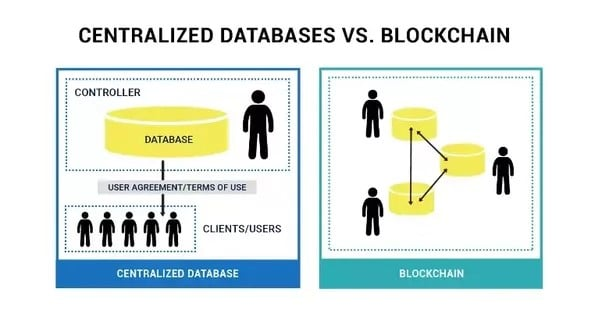 CENTRALIZED DATABASES VS. BLOCKCHAIN
CONTROLLER
DATABASE
USER AGREEMENT/TERMS OF USE
CLIENTS/USERS
CENTRALIZED DATABASE
BLOCKCHAIN